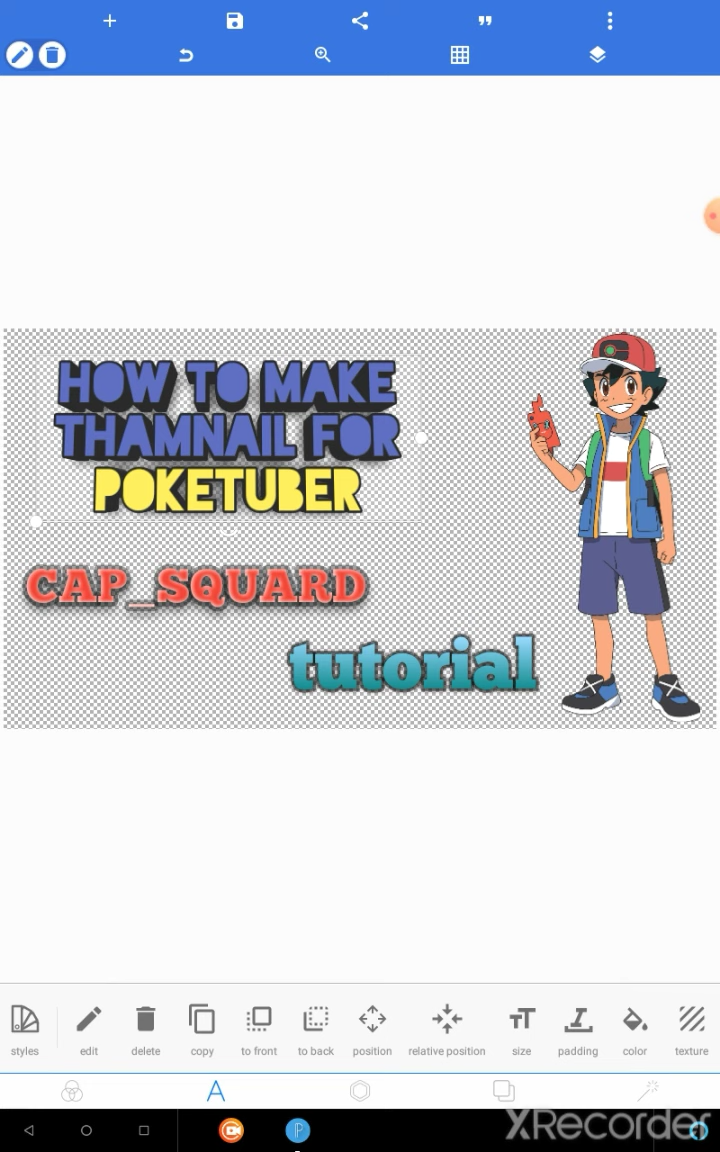 HOW TO MAKE
THAMNAIL FOR
POKETUBER
CAP_SQUARD
tutorial
styles edit delete copy to front to back position relative position size padding color texture
XRecorder